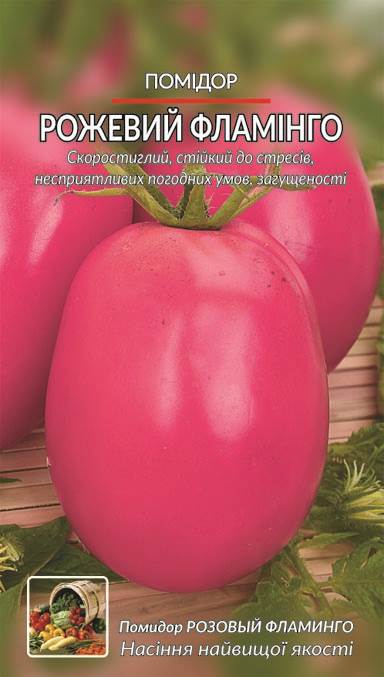 ПОМІДОР
РОЖЕВИЙ ФЛАМІНГО
Скоростиглий, стійкий до стресів,
несприятливих погодних умов, загущеності
Помидор РОЗОВЫЙ ФЛАМИНГО
Насіння найвищої якості